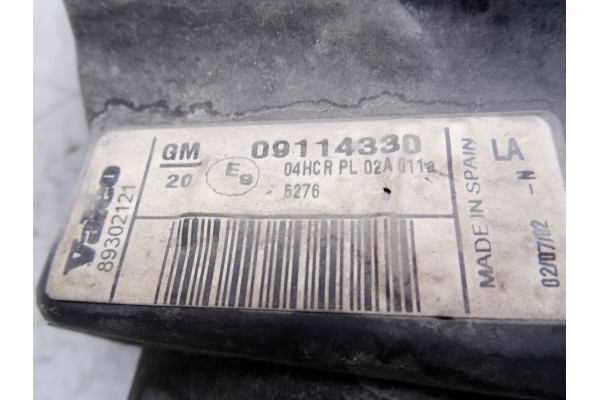 Valeo
89302121
GM 09114330
20 E9 04HCR PL 02A 011a
5276
MADE IN SPAIN
LA
02/07/02 -N